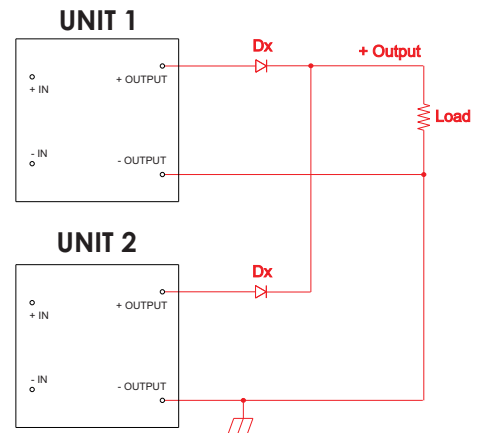 UNIT 1
Dx
+ Output
+ IN
+ OUTPUT
Load
- IN
- OUTPUT
UNIT 2
Dx
+ IN
+ OUTPUT
- IN
- OUTPUT